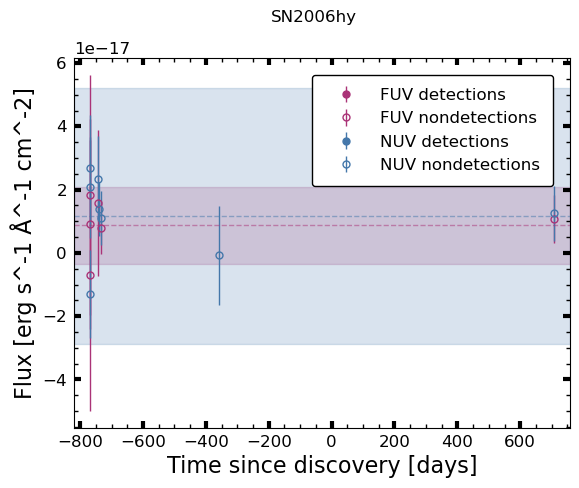 SN2006hy
1e−17
6
4
2
0
−2
−4
Flux [erg s^-1 Å^-1 cm^-2]
FUV detections
FUV nondetections
NUV detections
NUV nondetections
−800 −600 −400 −200 0 200 400 600
Time since discovery [days]